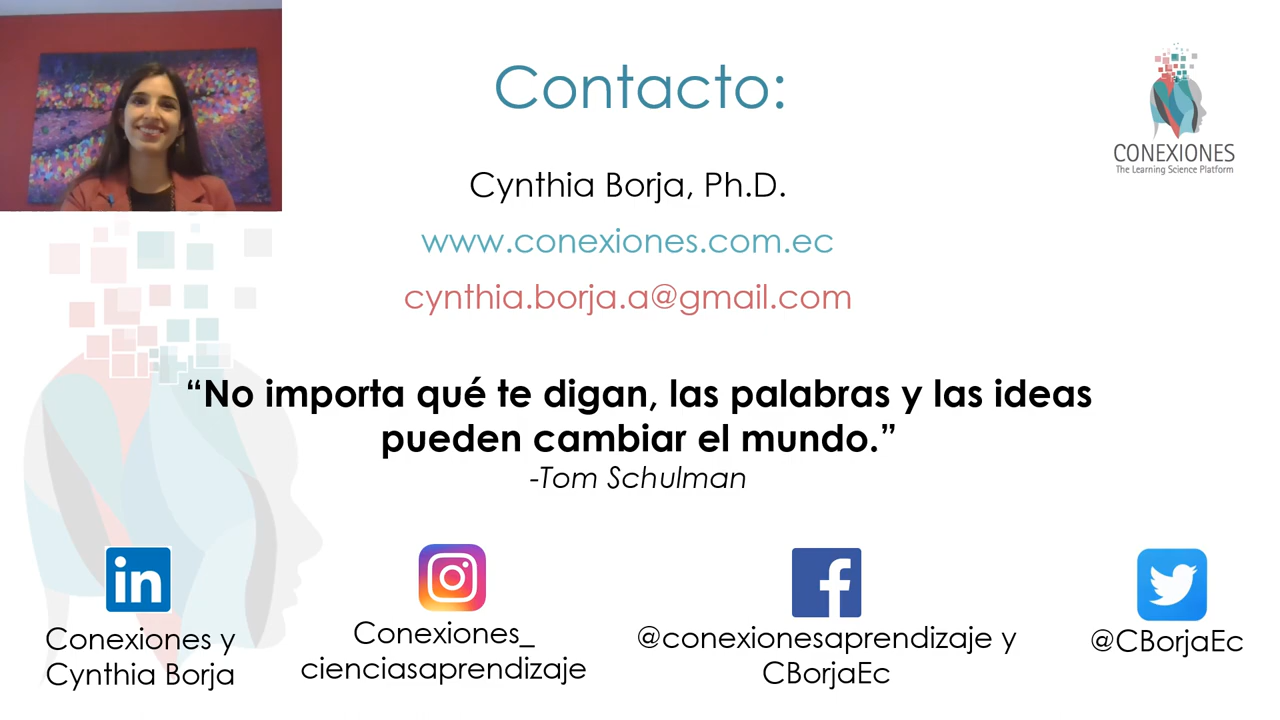 Contacto:
CONEXIONES
The Learning Science Platform
Cynthia Borja, Ph.D.
www.conexiones.com.ec
cynthia.borja.a@gmail.com
“No importa qué te digan, las palabras y las ideas
pueden cambiar el mundo.”
-Tom Schulman
in
Conexiones y
Cynthia Borja
Conexiones_
cienciasaprendizaje
f
@conexionesaprendizaje y
CBorjaEc
@CBorjaEc